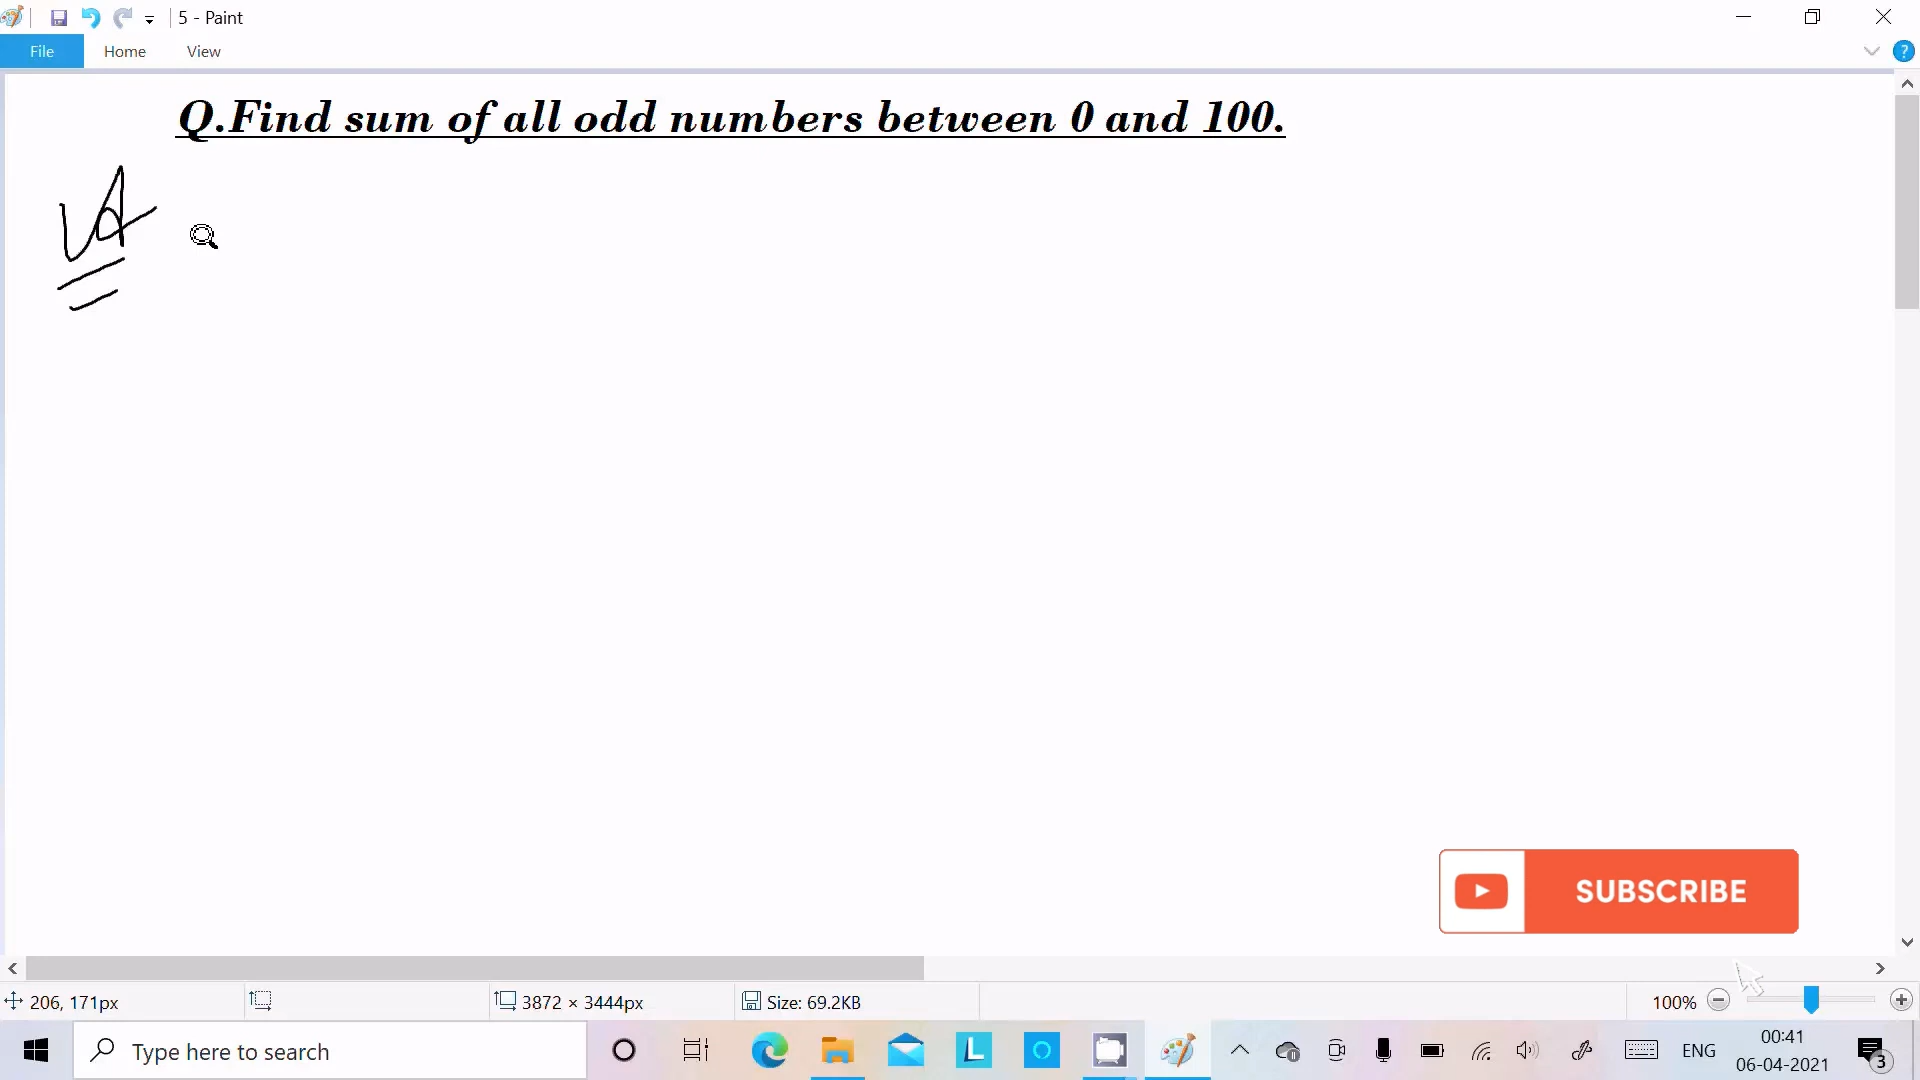 5 - Paint
File Home View
Q.Find sum of all odd numbers between 0 and 100.
SUBSCRIBE
206, 171px 3872 × 3444px Size: 69.2KB 100%
Type here to search
L
ENG
00:41
06-04-2021
3